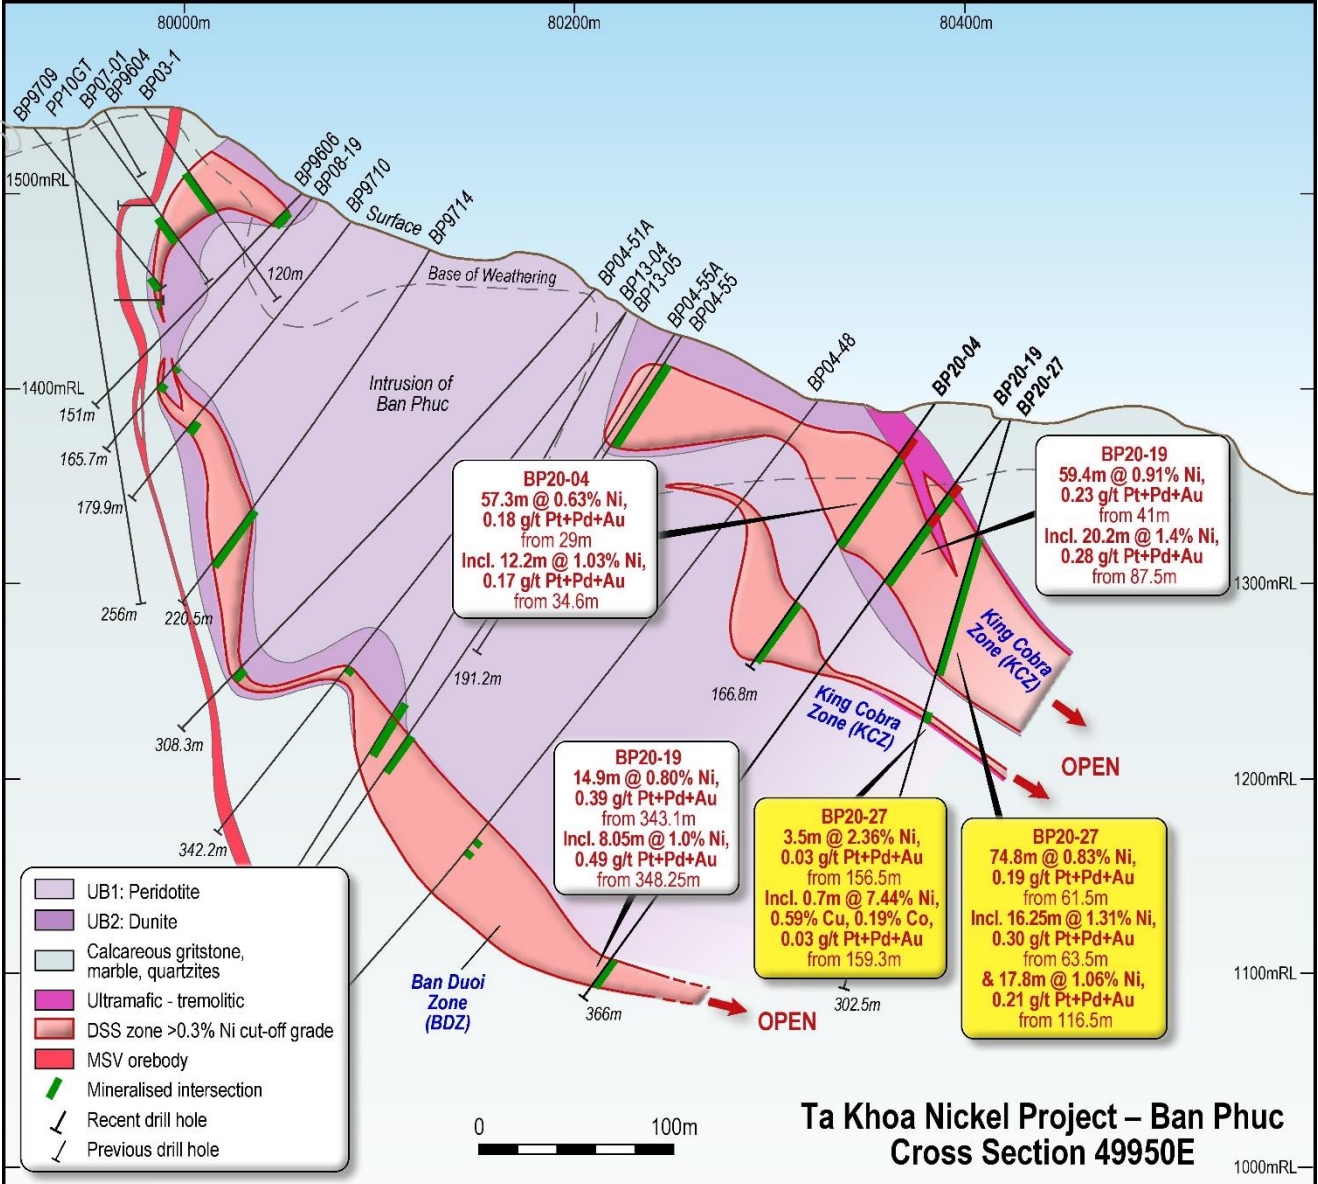 80000m
80200m
80400m
BP9709
PP10GT
BP07-01
BP9604
BP03-1
BP9606
BP08-19
BP9710
BP9714
BP04-51A
BP13-04
BP13-05
BP04-55A
BP04-55
BP04-48
BP20-04
BP20-19
BP20-27
1500mRL
Surface
Base of Weathering
120m
Intrusion of
Ban Phuc
1400mRL
151m
165.7m
179.9m
256m
220.5m
191.2m
308.3m
342.2m
166.8m
366m
302.5m
1300mRL
1200mRL
1100mRL
1000mRL
BP20-04
57.3m @ 0.63% Ni,
0.18 g/t Pt+Pd+Au
from 29m
Incl. 12.2m @ 1.03% Ni,
0.17 g/t Pt+Pd+Au
from 34.6m
BP20-19
59.4m @ 0.91% Ni,
0.23 g/t Pt+Pd+Au
from 41m
Incl. 20.2m @ 1.4% Ni,
0.28 g/t Pt+Pd+Au
from 87.5m
King Cobra
Zone (KCZ)
King Cobra
Zone (KCZ)
OPEN
BP20-19
14.9m @ 0.80% Ni,
0.39 g/t Pt+Pd+Au
from 343.1m
Incl. 8.05m @ 1.0% Ni,
0.49 g/t Pt+Pd+Au
from 348.25m
BP20-27
3.5m @ 2.36% Ni,
0.03 g/t Pt+Pd+Au
from 156.5m
Incl. 0.7m @ 7.44% Ni,
0.59% Cu, 0.19% Co,
0.03 g/t Pt+Pd+Au
from 159.3m
BP20-27
74.8m @ 0.83% Ni,
0.19 g/t Pt+Pd+Au
from 61.5m
Incl. 16.25m @ 1.31% Ni,
0.30 g/t Pt+Pd+Au
from 63.5m
& 17.8m @ 1.06% Ni,
0.21 g/t Pt+Pd+Au
from 116.5m
Ban Duoi
Zone
(BDZ)
OPEN
UB1: Peridotite
UB2: Dunite
Calcareous gritstone,
marble, quartzites
Ultramafic - tremolitic
DSS zone >0.3% Ni cut-off grade
MSV orebody
Mineralised intersection
Recent drill hole
Previous drill hole
0
100m
Ta Khoa Nickel Project – Ban Phuc
Cross Section 49950E